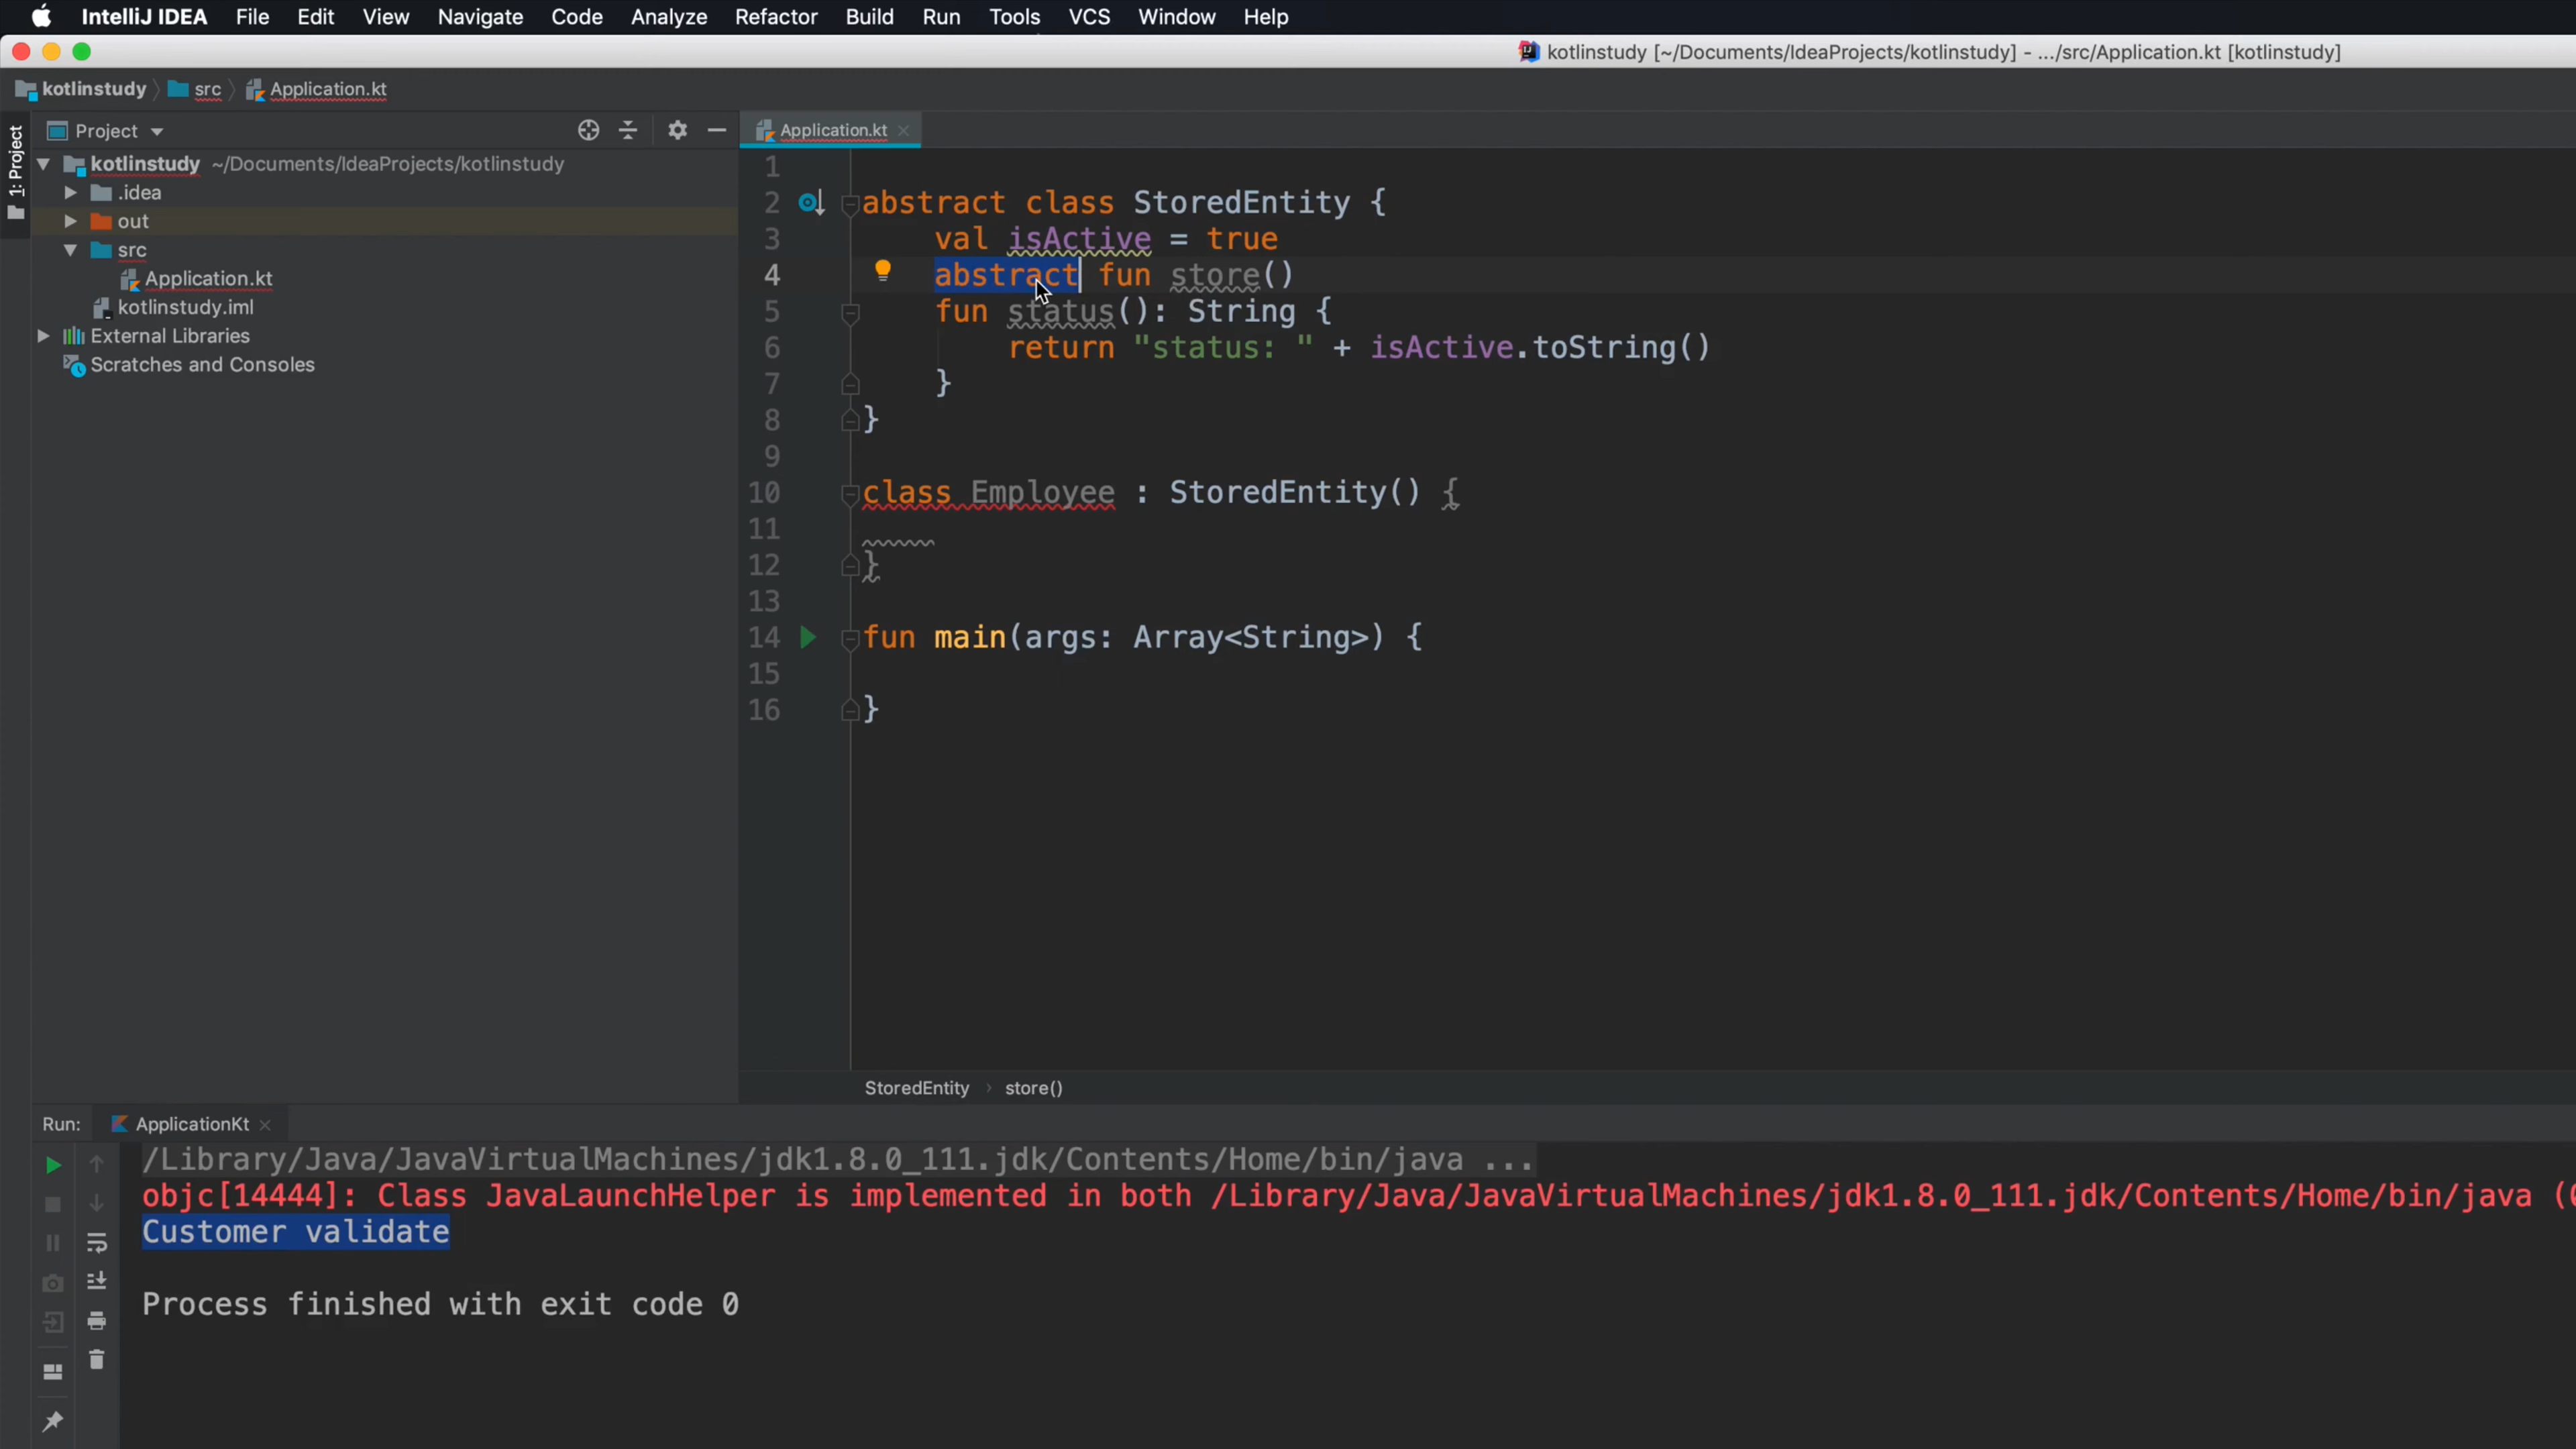 IntelliJ IDEA File Edit View Navigate Code Analyze Refactor Build Run Tools VCS Window Help
kotlinstudy [~/Documents/IdeaProjects/kotlinstudy] - .../src/Application.kt [kotlinstudy]
kotlinstudy src Application.kt
1: Project
Project
Application.kt
kotlinstudy ~/Documents/IdeaProjects/kotlinstudy
.idea
out
src
Application.kt
kotlinstudy.iml
External Libraries
Scratches and Consoles
1
2 abstract class StoredEntity {
3 val isActive = true
4 abstract fun store()
5 fun status(): String {
6 return "status: " + isActive.toString()
7 }
8 }
9
10 class Employee : StoredEntity() {
11
12 }
13
14 fun main(args: Array<String>) {
15
16 }
StoredEntity › store()
Run: ApplicationKt
/Library/Java/JavaVirtualMachines/jdk1.8.0_111.jdk/Contents/Home/bin/java ...
objc[14444]: Class JavaLaunchHelper is implemented in both /Library/Java/JavaVirtualMachines/jdk1.8.0_111.jdk/Contents/Home/bin/java (
Customer validate
Process finished with exit code 0